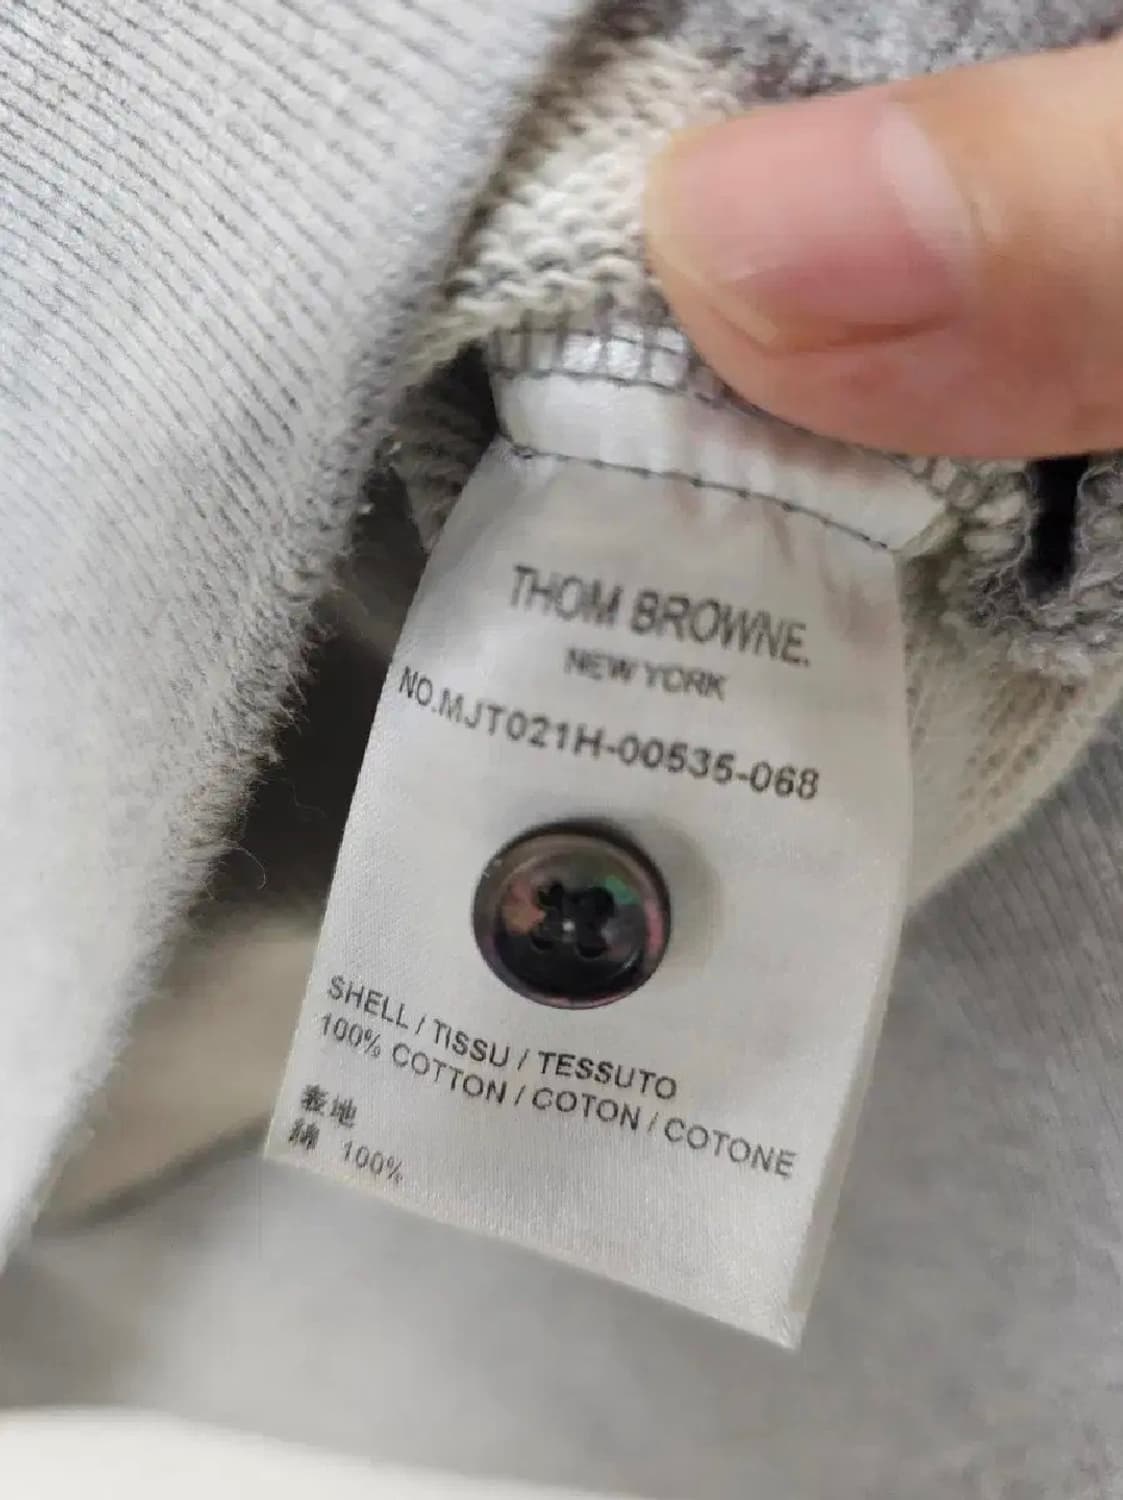 THOM BROWNE.
NEW YORK
NO.MJT021H-00535-068
SHELL / TISSU / TESSUTO
100% COTTON / COTON / COTONE
表地
綿 100%